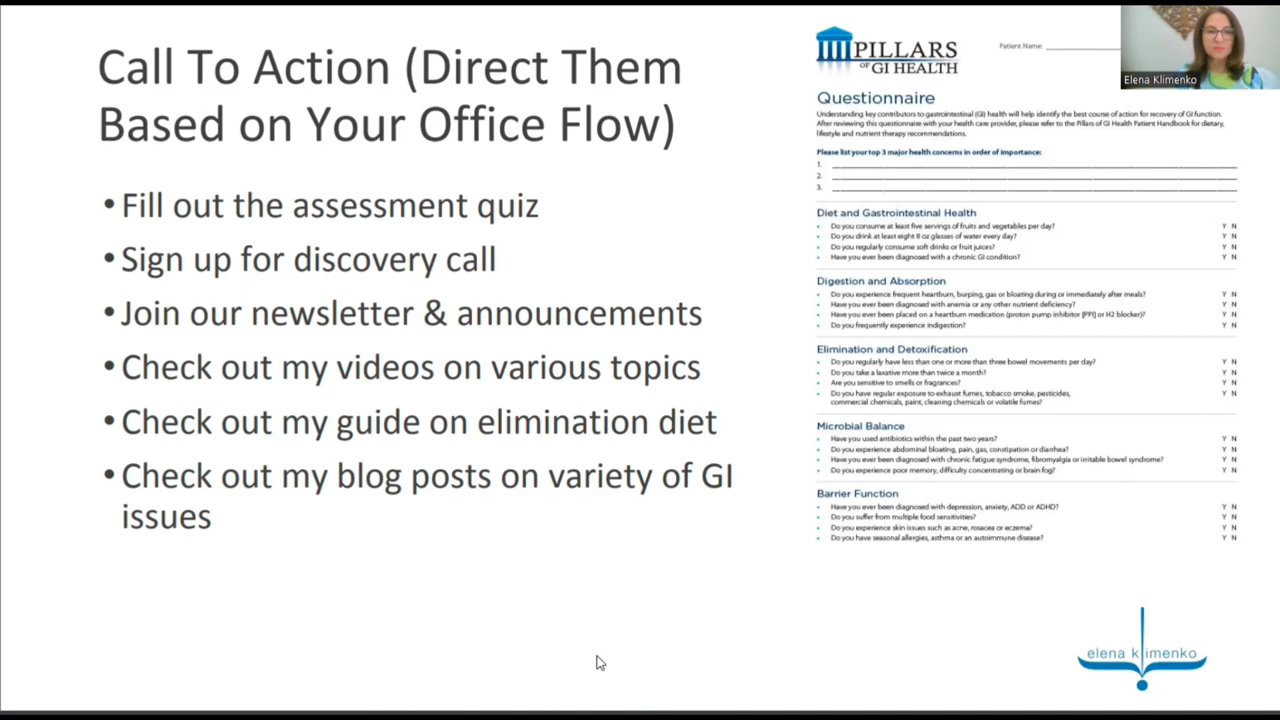 Call To Action (Direct Them
Based on Your Office Flow)
• Fill out the assessment quiz
• Sign up for discovery call
• Join our newsletter & announcements
• Check out my videos on various topics
• Check out my guide on elimination diet
• Check out my blog posts on variety of GI
issues
PILLARS
OF GI HEALTH
Patient Name:
Elena Klimenko
Questionnaire
Understanding key contributors to gastrointestinal (GI) health will help identify the best course of action for recovery of GI function.
After reviewing this questionnaire with your health care provider, please refer to the Pillars of GI Health Patient Handbook for dietary,
lifestyle and nutrient therapy recommendations.
Please list your top 3 major health concerns in order of importance:
1.
2.
3.
Diet and Gastrointestinal Health
• Do you consume at least five servings of fruits and vegetables per day? Y N
• Do you drink at least eight 8 oz glasses of water every day? Y N
• Do you regularly consume soft drinks or fruit juices? Y N
• Have you ever been diagnosed with a chronic GI condition? Y N
Digestion and Absorption
• Do you experience frequent heartburn, burping, gas or bloating during or immediately after meals? Y N
• Have you ever been diagnosed with anemia or any other nutrient deficiency? Y N
• Have you ever been placed on a heartburn medication (proton pump inhibitor [PPI] or H2 blocker)? Y N
• Do you frequently experience indigestion? Y N
Elimination and Detoxification
• Do you regularly have less than one or more than three bowel movements per day? Y N
• Do you take a laxative more than twice a month? Y N
• Are you sensitive to smells or fragrances? Y N
• Do you have regular exposure to exhaust fumes, tobacco smoke, pesticides, Y N
commercial chemicals, paint, cleaning chemicals or volatile fumes?
Microbial Balance
• Have you used antibiotics within the past two years? Y N
• Do you experience abdominal bloating, pain, gas, constipation or diarrhea? Y N
• Have you ever been diagnosed with chronic fatigue syndrome, fibromyalgia or irritable bowel syndrome? Y N
• Do you experience poor memory, difficulty concentrating or brain fog? Y N
Barrier Function
• Have you ever been diagnosed with depression, anxiety, ADD or ADHD? Y N
• Do you suffer from multiple food sensitivities? Y N
• Do you experience skin issues such as acne, rosacea or eczema? Y N
• Do you have seasonal allergies, asthma or an autoimmune disease? Y N
elena klimenko